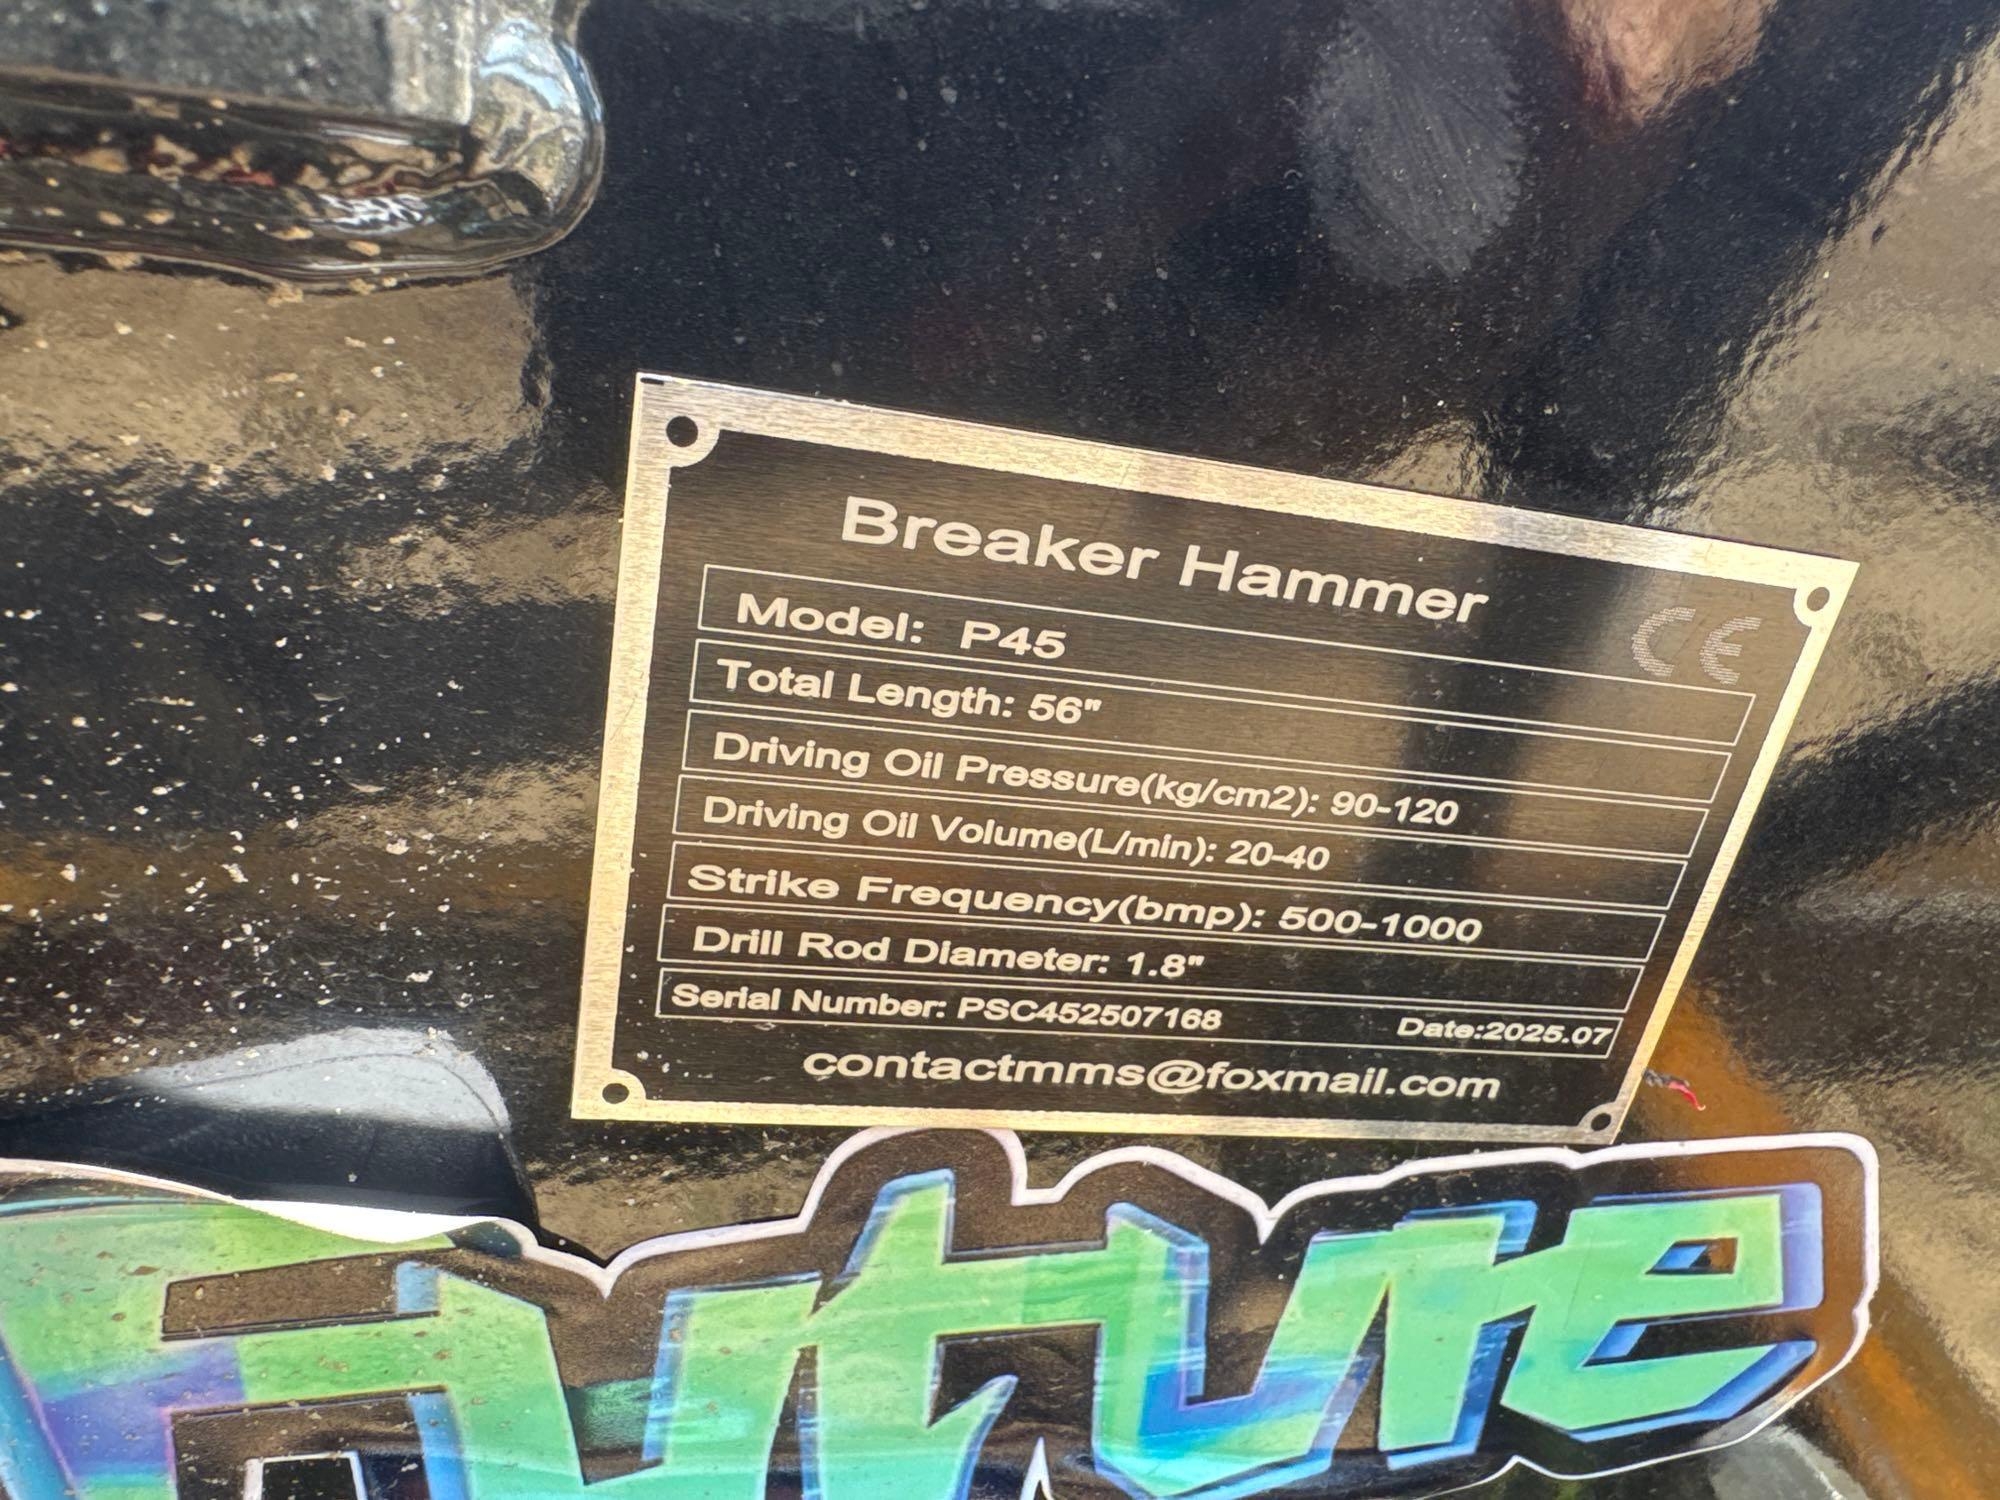 Breaker Hammer
CE
Model: P45
Total Length: 56"
Driving Oil Pressure(kg/cm2): 90-120
Driving Oil Volume(L/min): 20-40
Strike Frequency(bmp): 500-1000
Drill Rod Diameter: 1.8"
Serial Number: PSC452507168 Date:2025.07
contactmms@foxmail.com
Future